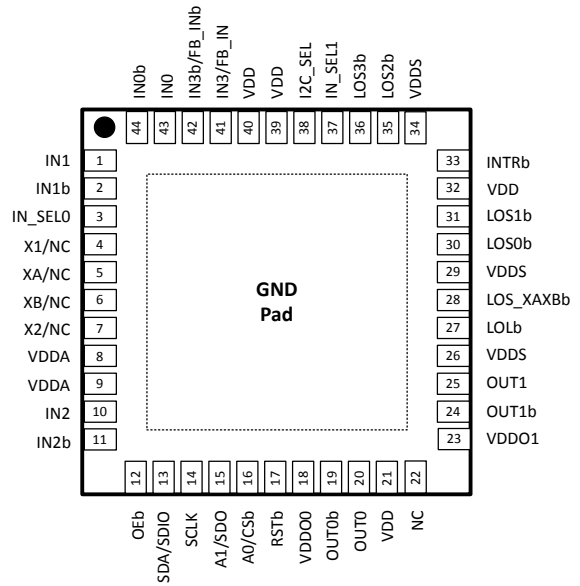 IN0b
IN0
IN3b/FB_INb
IN3/FB_IN
VDD
VDD
I2C_SEL
IN_SEL1
LOS3b
LOS2b
VDDS
44
43
42
41
40
39
38
37
36
35
34
IN1 1
IN1b 2
IN_SEL0 3
X1/NC 4
XA/NC 5
XB/NC 6
X2/NC 7
VDDA 8
VDDA 9
IN2 10
IN2b 11
GND
Pad
33 INTRb
32 VDD
31 LOS1b
30 LOS0b
29 VDDS
28 LOS_XAXBb
27 LOLb
26 VDDS
25 OUT1
24 OUT1b
23 VDDO1
12
13
14
15
16
17
18
19
20
21
22
OEb
SDA/SDIO
SCLK
A1/SDO
A0/CSb
RSTb
VDDO0
OUT0b
OUT0
VDD
NC